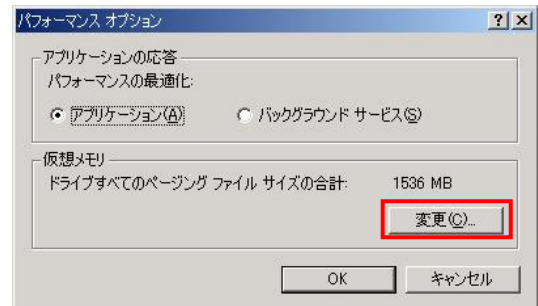 パフォーマンス オプション
アプリケーションの応答
パフォーマンスの最適化:
アプリケーション(A) バックグラウンド サービス(S)
仮想メモリ
ドライブすべてのページング ファイル サイズの合計: 1536 MB
変更(C)...
OK キャンセル